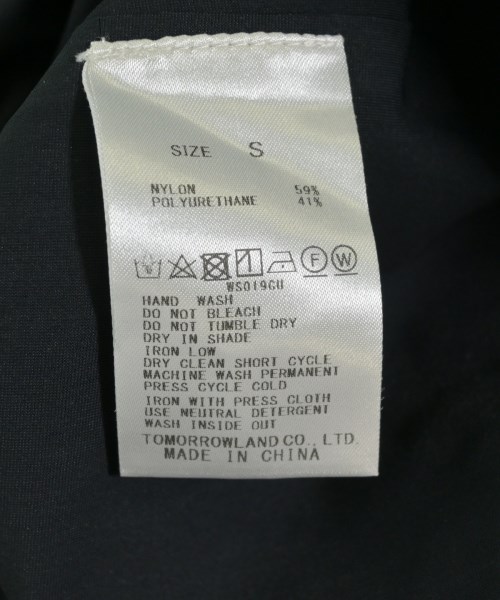 SIZE S
NYLON 59%
POLYURETHANE 41%
F W
WS019GU
HAND WASH
DO NOT BLEACH
DO NOT TUMBLE DRY
DRY IN SHADE
IRON LOW
DRY CLEAN SHORT CYCLE
MACHINE WASH PERMANENT
PRESS CYCLE COLD
IRON WITH PRESS CLOTH
USE NEUTRAL DETERGENT
WASH INSIDE OUT
TOMORROWLAND CO., LTD.
MADE IN CHINA